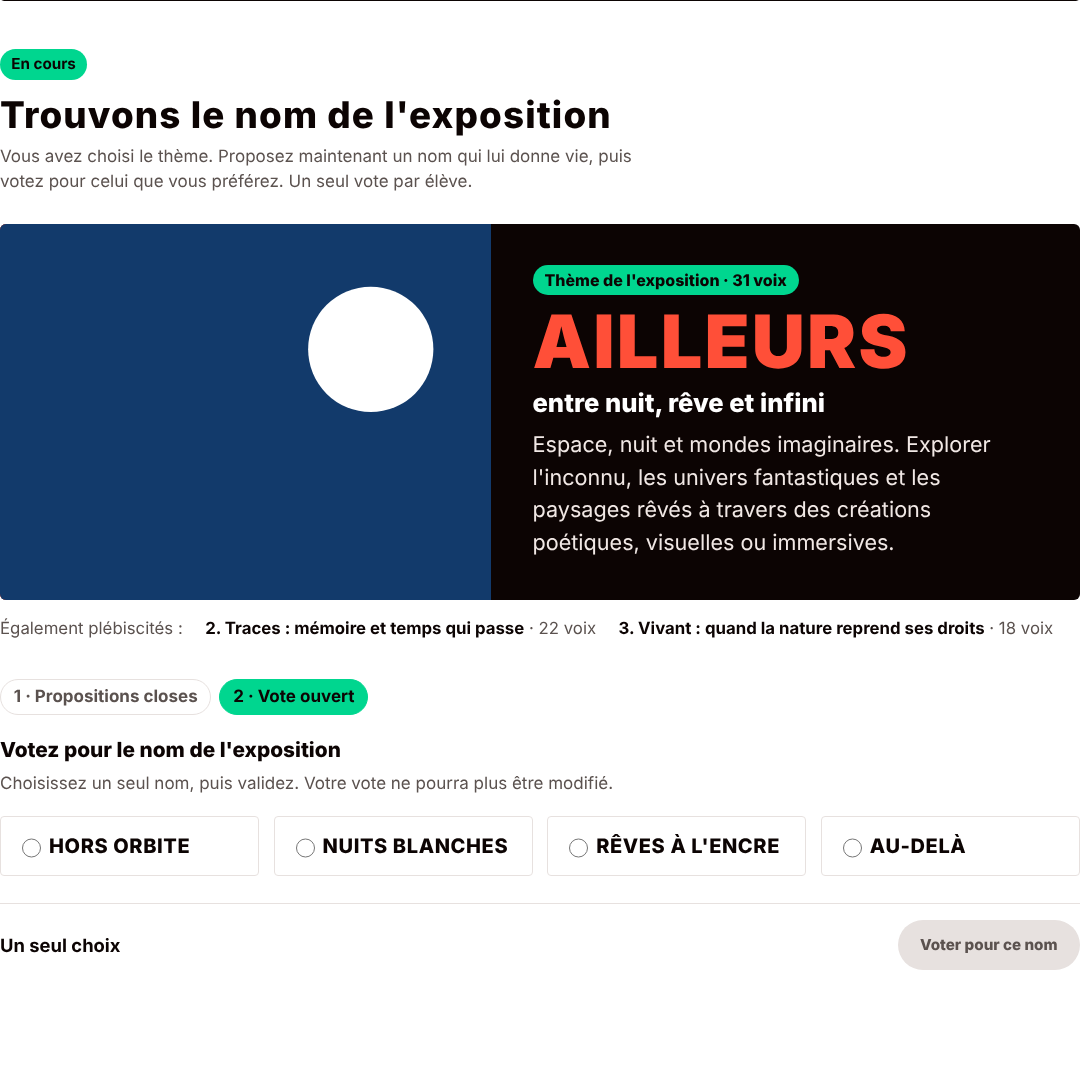 En cours
Trouvons le nom de l'exposition
Vous avez choisi le thème. Proposez maintenant un nom qui lui donne vie, puis
votez pour celui que vous préférez. Un seul vote par élève.
Thème de l'exposition · 31 voix
AILLEURS
entre nuit, rêve et infini
Espace, nuit et mondes imaginaires. Explorer
l'inconnu, les univers fantastiques et les
paysages rêvés à travers des créations
poétiques, visuelles ou immersives.
Également plébiscités : 2. Traces : mémoire et temps qui passe · 22 voix 3. Vivant : quand la nature reprend ses droits · 18 voix
1 · Propositions closes 2 · Vote ouvert
Votez pour le nom de l'exposition
Choisissez un seul nom, puis validez. Votre vote ne pourra plus être modifié.
HORS ORBITE NUITS BLANCHES RÊVES À L'ENCRE AU-DELÀ
Un seul choix Voter pour ce nom